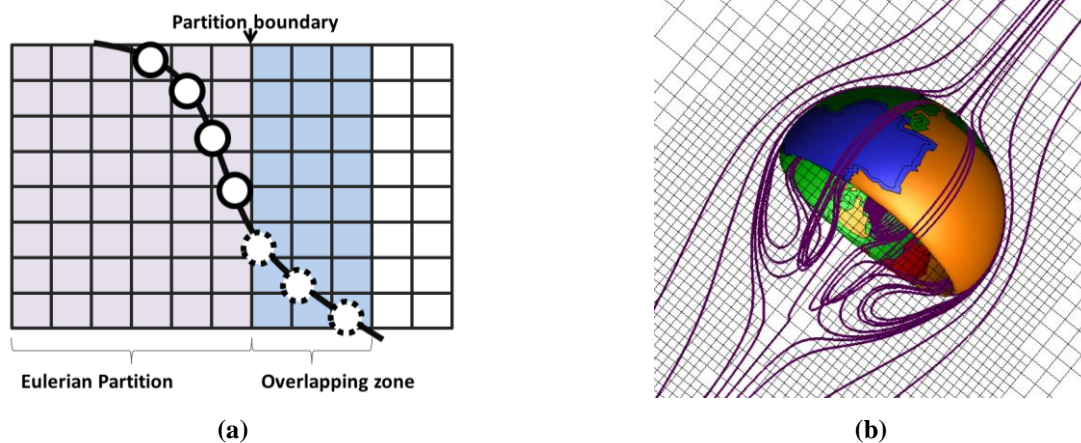 Partition boundary
Eulerian Partition
Overlapping zone
(a)
(b)